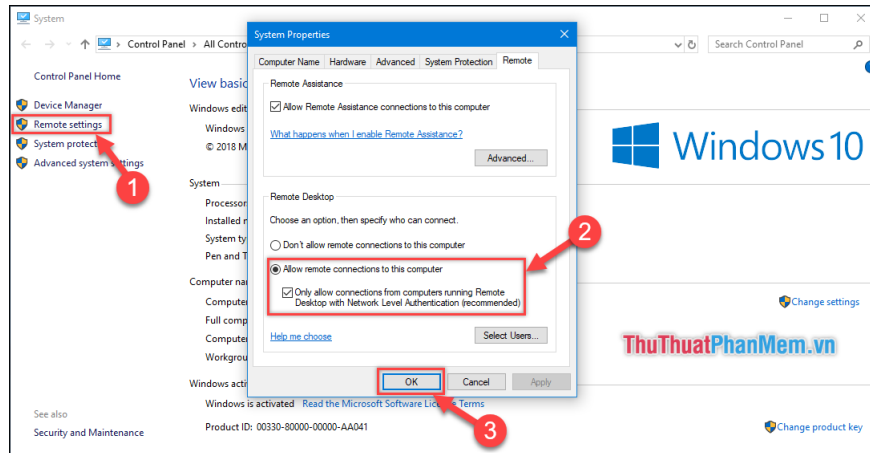 System
Control Panel
All Contro
Search Control Panel
Control Panel Home
Device Manager
Remote settings
System protect
Advanced system settings
1
See also
Security and Maintenance
View basic
Windows edit
Windows
© 2018 M
System
Processor
Installed
System ty
Pen and T
Computer na
Compute
Full comp
Compute
Workgrou
Windows acti
Windows is activated Read the Microsoft Software License Terms
Product ID: 00330-80000-00000-AA041
System Properties
Computer Name Hardware Advanced System Protection Remote
Remote Assistance
Allow Remote Assistance connections to this computer
What happens when I enable Remote Assistance?
Advanced...
Remote Desktop
Choose an option, then specify who can connect.
Don't allow remote connections to this computer
2
Allow remote connections to this computer
Only allow connections from computers running Remote
Desktop with Network Level Authentication (recommended)
Help me choose
Select Users...
OK Cancel Apply
3
Windows 10
Change settings
ThuThuatPhanMem.vn
Change product key